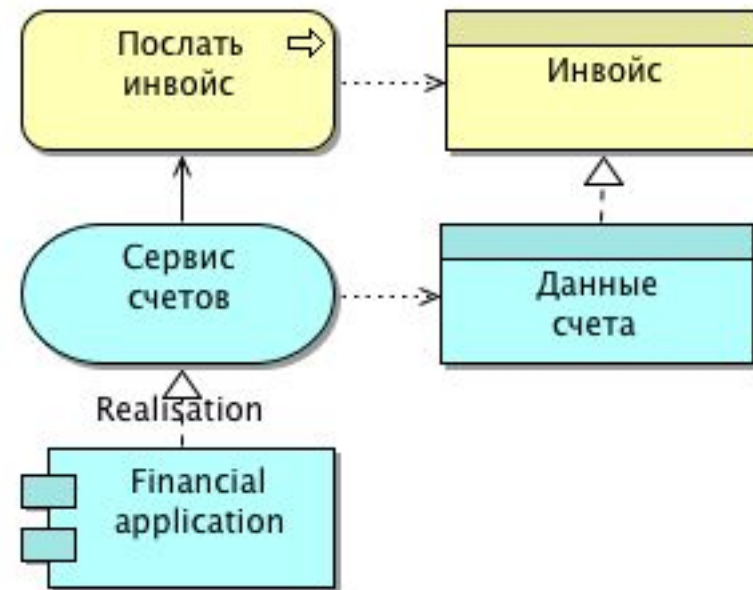 Послать
инвойс
Инвойс
Сервис
счетов
Данные
счета
Realisation
Financial
application